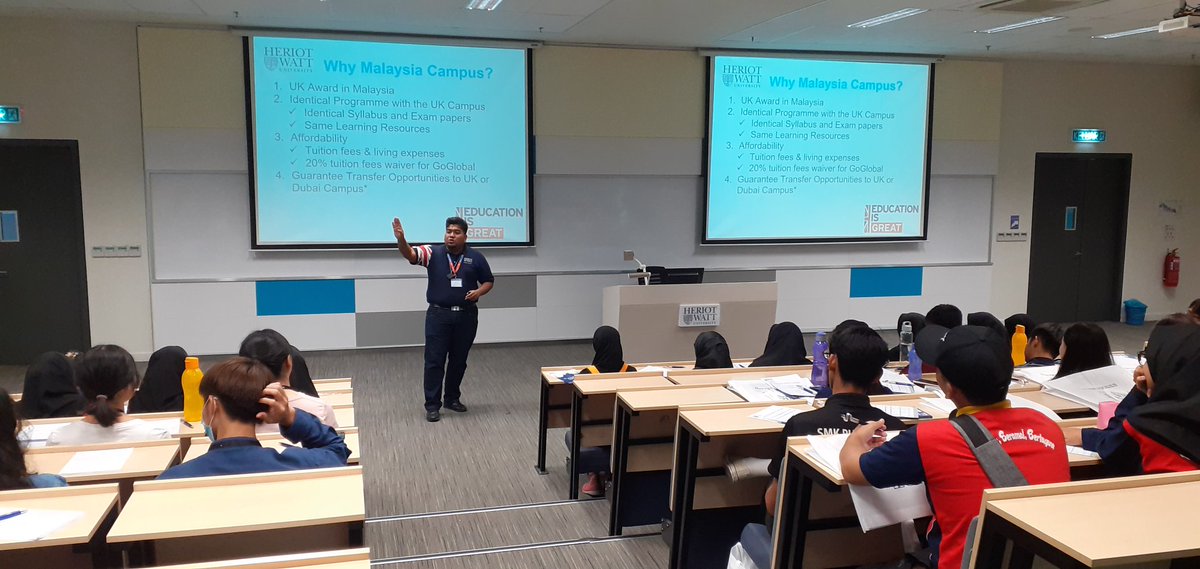 HERIOT
WATT
UNIVERSITY
Why Malaysia Campus?
1. UK Award in Malaysia
2. Identical Programme with the UK Campus
✓ Identical Syllabus and Exam papers
✓ Same Learning Resources
3. Affordability
✓ Tuition fees & living expenses
✓ 20% tuition fees waiver for GoGlobal
4. Guarantee Transfer Opportunities to UK or
Dubai Campus*
EDUCATION
IS
GREAT
HERIOT
WATT
UNIVERSITY
Why Malaysia Campus?
1. UK Award in Malaysia
2. Identical Programme with the UK Campus
✓ Identical Syllabus and Exam papers
✓ Same Learning Resources
3. Affordability
✓ Tuition fees & living expenses
✓ 20% tuition fees waiver for GoGlobal
4. Guarantee Transfer Opportunities to UK or
Dubai Campus*
EDUCATION
IS
GREAT
HERIOT
WATT
UNIVERSITY
SMK